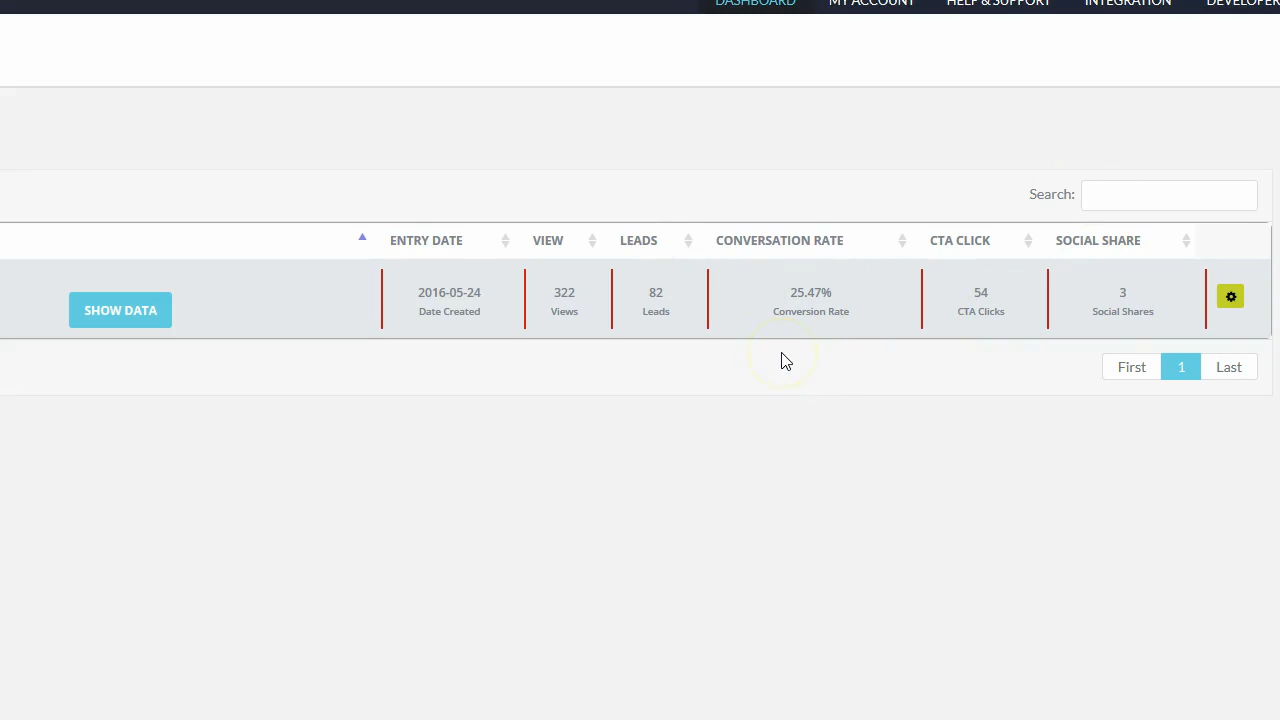 DASHBOARD MY ACCOUNT HELP & SUPPORT INTEGRATION DEVELOPER
Search:
ENTRY DATE VIEW LEADS CONVERSATION RATE CTA CLICK SOCIAL SHARE
SHOW DATA
2016-05-24 322 82 25.47% 54 3
Date Created Views Leads Conversion Rate CTA Clicks Social Shares
First 1 Last